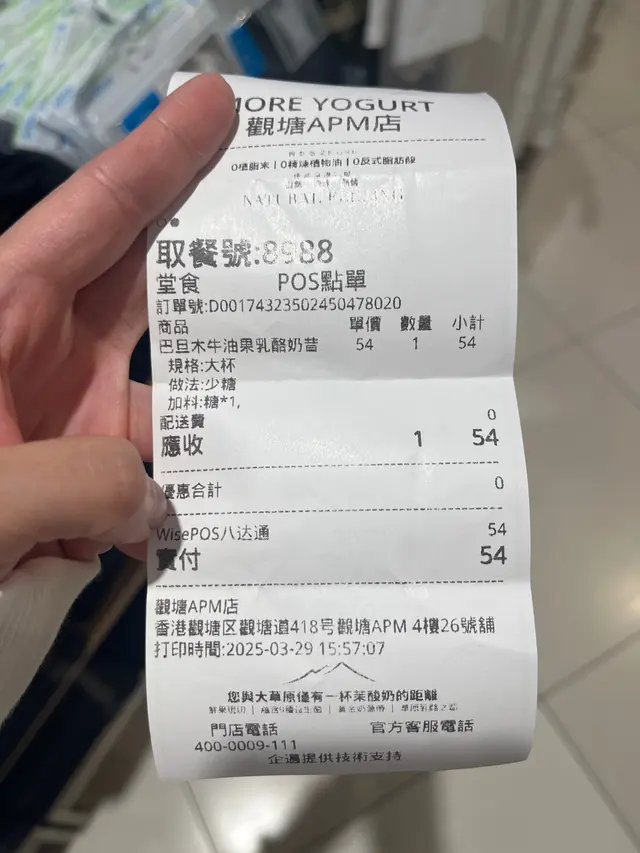 MORE YOGURT
觀塘APM店
0植脂末 | 0精煉植物油 | 0反式脂肪酸
NATURAL FEELING
取餐號:8988
堂食 POS點單
訂單號:D00174323502450478020
商品 單價 數量 小計
巴旦木牛油果乳酪奶昔 54 1 54
規格:大杯
做法:少糖
加料:糖*1,
配送費 0
應收 1 54
優惠合計 0
WisePOS八达通 54
實付 54
觀塘APM店
香港觀塘区觀塘道418号觀塘APM 4樓26號舖
打印時間:2025-03-29 15:57:07
您與大草原僅有一杯茉酸奶的距離
鮮果現切
門店電話 官方客服電話
400-0009-111
企邁提供技術支持